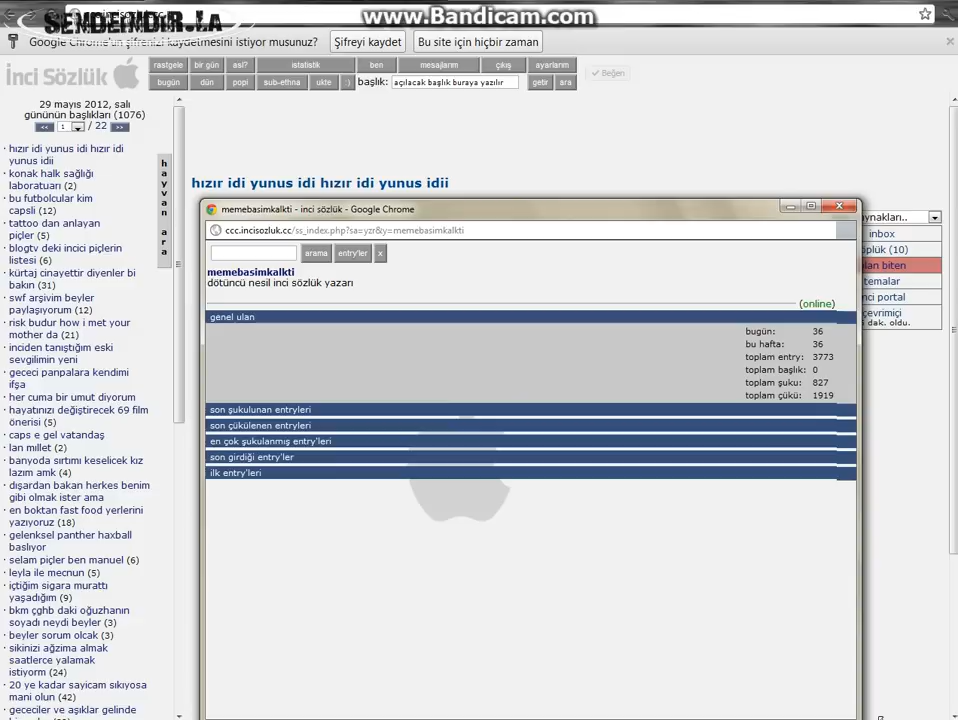 SENDEINDIR.LA
www.Bandicam.com
Google Chrome'un şifrenizi kaydetmesini istiyor musunuz?
Şifreyi kaydet
Bu site için hiçbir zaman
İnci Sözlük
rastgele
bir gün
asl?
istatistik
ben
mesajlarım
çıkış
ayarlarım
bugün
dün
popi
sub-ethna
ukte
:)
başlık:
açılacak başlık buraya yazılır
getir
ara
Beğen
29 mayıs 2012, salı
gününün başlıkları (1076)
<< 1 / 22 >>
· hızır idi yunus idi hızır idi
yunus idii
· konak halk sağlığı
laboratuarı (2)
· bu futbolcular kim
capsli (12)
· tattoo dan anlayan
piçler (5)
· blogtv deki inci piçlerin
listesi (6)
· kürtaj cinayettir diyenler bi
bakın (31)
· swf arşivim beyler
paylaşıyorum (12)
· risk budur how i met your
mother da (21)
· inciden tanıştığım eski
sevgilimin yeni
· gececi panpalara kendimi
ifşa
· her cuma bir umut diyorum
· hayatınızı değiştirecek 69 film
önerisi (5)
· caps e gel vatandaş
· lan millet (2)
· banyoda sırtımı keselicek kız
lazım amk (4)
· dışardan bakan herkes benim
gibi olmak ister ama
· en boktan fast food yerlerini
yazıyoruz (18)
· gelenksel panther haxball
baslıyor
· selam piçler ben manuel (6)
· leyla ile mecnun (5)
· içtiğim sigara murattı
yaşadığım (9)
· bkm çghb daki oğuzhanın
soyadı neydi beyler (3)
· beyler sorum olcak (3)
· sikinizi ağzima almak
saatlerce yalamak
istiyorm (24)
· 20 ye kadar sayicam sıkıyosa
mani olun (42)
· gececiler ve aşıklar gelinde
hayvan ara
hızır idi yunus idi hızır idi yunus idii
memebasimkalkti - inci sözlük - Google Chrome
ccc.incisozluk.cc/ss_index.php?sa=yzr&y=memebasimkalkti
arama
entry'ler
x
memebasimkalkti
dötüncü nesil inci sözlük yazarı
(online)
genel ulan
bugün: 36
bu hafta: 36
toplam entry: 3773
toplam başlık: 0
toplam şuku: 827
toplam çükü: 1919
son şukulunan entryleri
son çükülenen entryleri
en çok şukulanmış entry'leri
son girdiği entry'ler
ilk entry'leri
aynakları..
inbox
öplük (10)
lan biten
temalar
nci portal
çevrimiçi
dak. oldu.